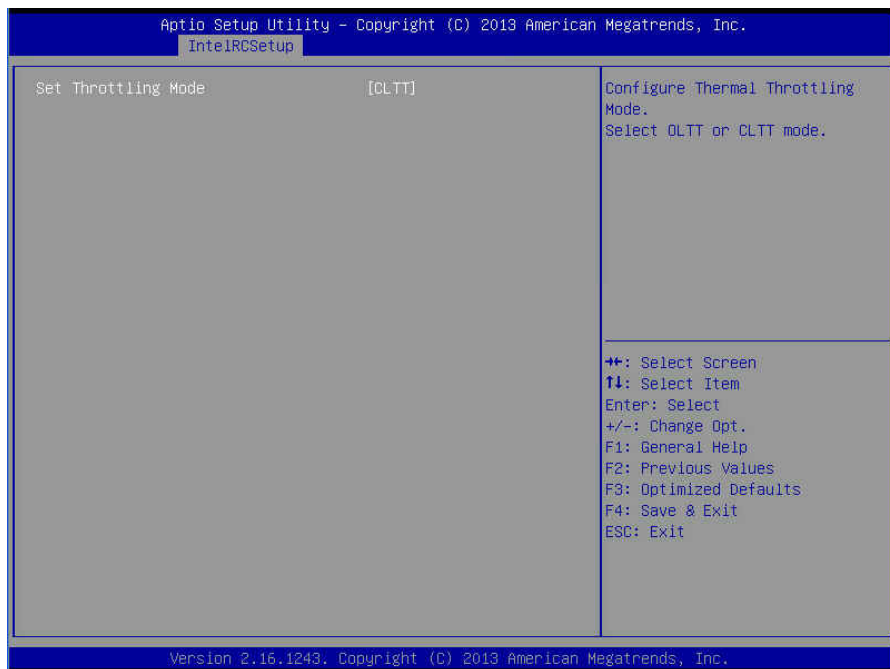 Aptio Setup Utility – Copyright (C) 2013 American Megatrends, Inc.
IntelRCSetup
Set Throttling Mode [CLTT]
Configure Thermal Throttling
Mode.
Select OLTT or CLTT mode.
→←: Select Screen
↑↓: Select Item
Enter: Select
+/-: Change Opt.
F1: General Help
F2: Previous Values
F3: Optimized Defaults
F4: Save & Exit
ESC: Exit
Version 2.16.1243. Copyright (C) 2013 American Megatrends, Inc.